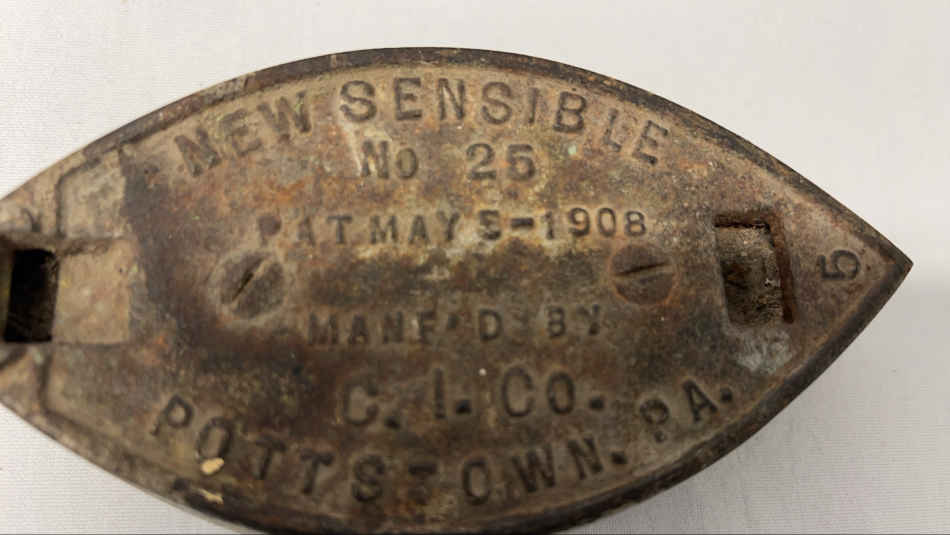 NEW SENSIBLE
No 25
PAT MAY 5-1908
MANF'D BY
C. I. Co.
POTTSTOWN. PA.
5